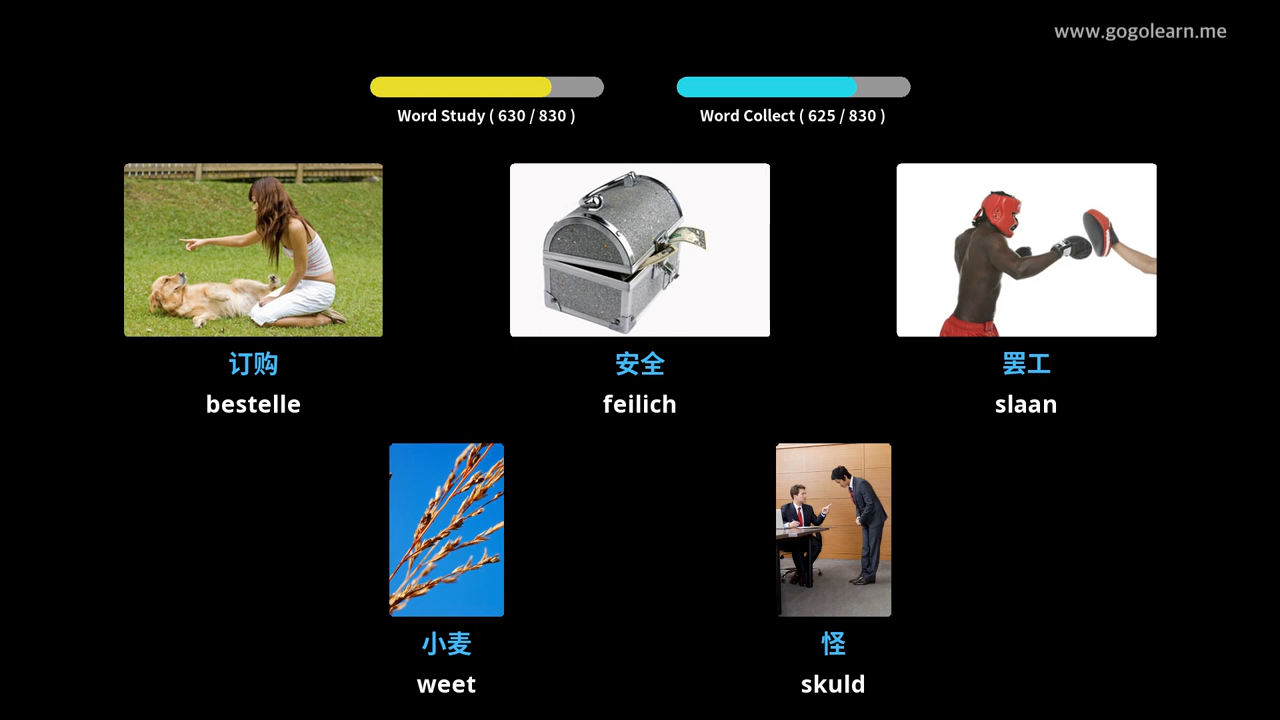 www.gogolearn.me
Word Study ( 630 / 830 )
Word Collect ( 625 / 830 )
订购
bestelle
安全
feilich
罢工
slaan
小麦
weet
怪
skuld